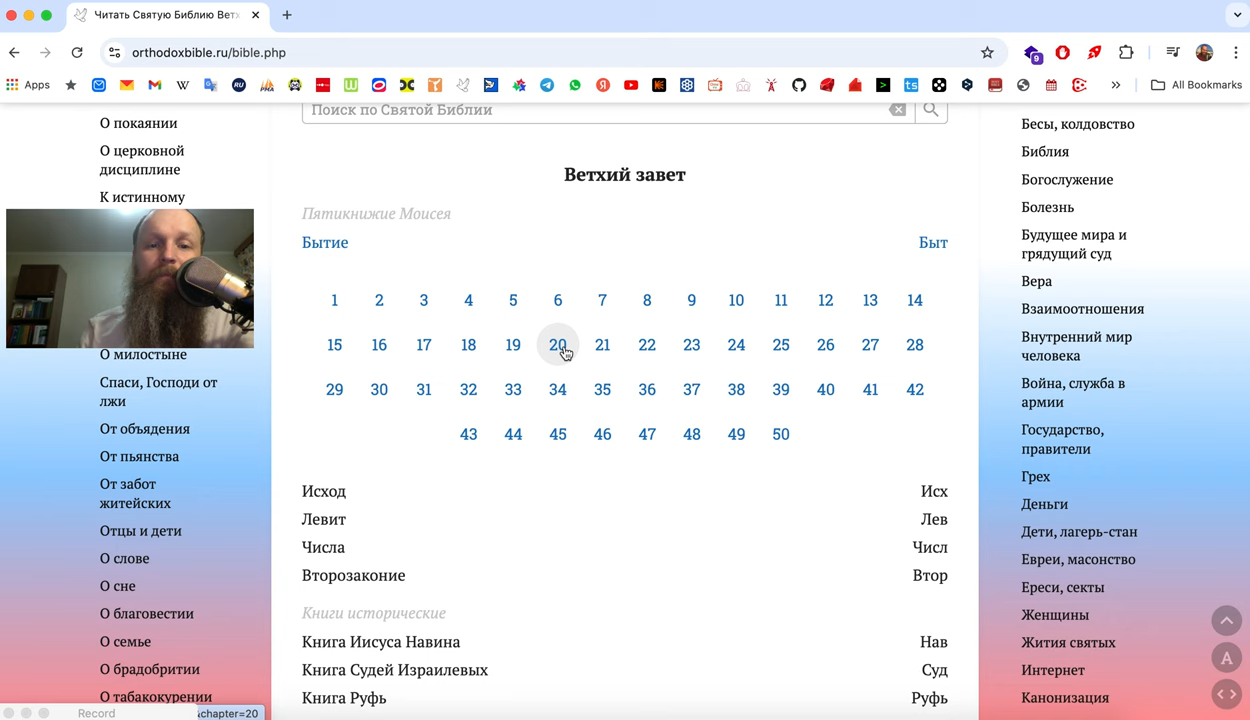 Читать Святую Библию Ветх
orthodoxbible.ru/bible.php
9
Apps
All Bookmarks
Поиск по Святой Библии
О покаянии
О церковной
дисциплине
К истинному
О милостыне
Спаси, Господи от
лжи
От объядения
От пьянства
От забот
житейских
Отцы и дети
О слове
О сне
О благовестии
О семье
О брадобритии
О табакокурении
Record
&chapter=20
Ветхий завет
Пятикнижие Моисея
Бытие Быт
1 2 3 4 5 6 7 8 9 10 11 12 13 14
15 16 17 18 19 20 21 22 23 24 25 26 27 28
29 30 31 32 33 34 35 36 37 38 39 40 41 42
43 44 45 46 47 48 49 50
Исход Исх
Левит Лев
Числа Числ
Второзаконие Втор
Книги исторические
Книга Иисуса Навина Нав
Книга Судей Израилевых Суд
Книга Руфь Руфь
Бесы, колдовство
Библия
Богослужение
Болезнь
Будущее мира и
грядущий суд
Вера
Взаимоотношения
Внутренний мир
человека
Война, служба в
армии
Государство,
правители
Грех
Деньги
Дети, лагерь-стан
Евреи, масонство
Ереси, секты
Женщины
Жития святых
Интернет
Канонизация
A